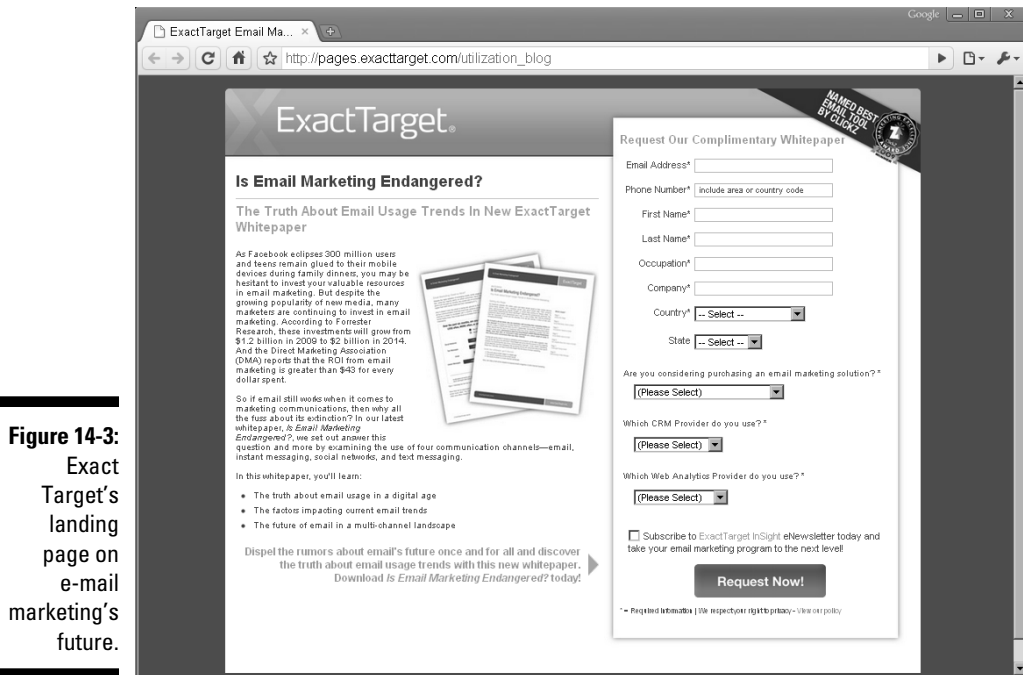 Google
ExactTarget Email Ma...
http://pages.exacttarget.com/utilization_blog
ExactTarget.
NAMED BEST
EMAIL TOOL
BY CLICKZ
Is Email Marketing Endangered?
The Truth About Email Usage Trends In New ExactTarget
Whitepaper
As Facebook eclipses 300 million users
and teens remain glued to their mobile
devices during family dinners, you may be
hesitant to invest your valuable resources
in email marketing. But despite the
growing popularity of new media, many
marketers are continuing to invest in email
marketing. According to Forrester
Research, these investments will grow from
$1.2 billion in 2009 to $2 billion in 2014.
And the Direct Marketing Association
(DMA) reports that the ROI from email
marketing is greater than $43 for every
dollar spent.
So if email still works when it comes to
marketing communications, then why all
the fuss about its extinction? In our latest
whitepaper, Is Email Marketing
Endangered?, we set out answer this
question and more by examining the use of four communication channels—email,
instant messaging, social networks, and text messaging.
In this whitepaper, you'll learn:
• The truth about email usage in a digital age
• The factors impacting current email trends
• The future of email in a multi-channel landscape
Dispel the rumors about email's future once and for all and discover
the truth about email usage trends with this new whitepaper.
Download Is Email Marketing Endangered? today!
Request Our Complimentary Whitepaper
Email Address*
Phone Number* include area or country code
First Name*
Last Name*
Occupation*
Company*
Country* -- Select --
State -- Select --
Are you considering purchasing an email marketing solution? *
(Please Select)
Which CRM Provider do you use? *
(Please Select)
Which Web Analytics Provider do you use? *
(Please Select)
Subscribe to ExactTarget InSight eNewsletter today and
take your email marketing program to the next level!
Request Now!
* = Required Information | We respect your right to privacy - View our policy
Figure 14-3:
Exact
Target's
landing
page on
e-mail
marketing's
future.